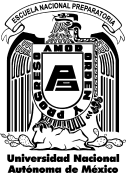 ESCUELA NACIONAL PREPARATORIA
AMOR ORDEN Y PROGRESO
Universidad Nacional
Autónoma de México